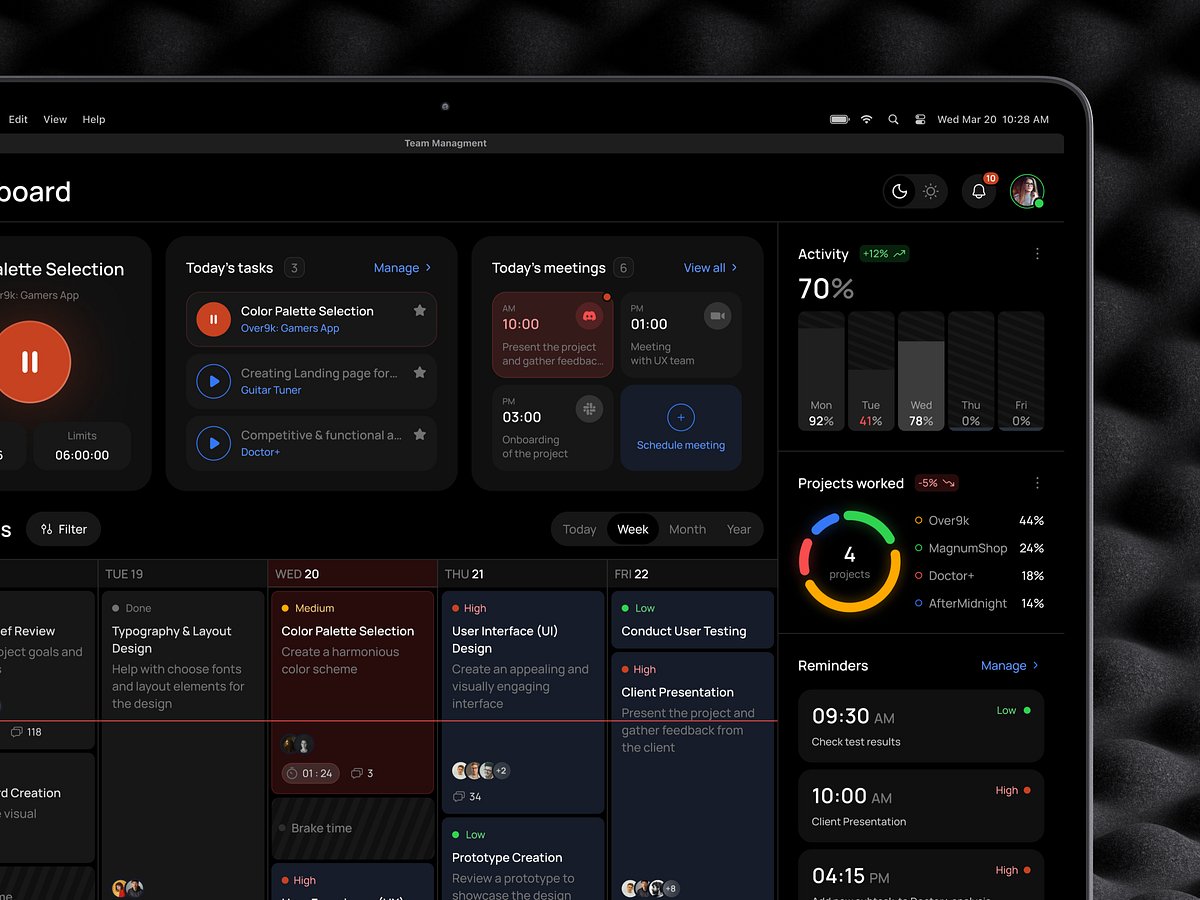 Edit View Help
Wed Mar 20 10:28 AM
Team Managment
board
10
alette Selection
r9k: Gamers App
Limits
06:00:00
Today's tasks 3 Manage
Color Palette Selection
Over9k: Gamers App
Creating Landing page for...
Guitar Tuner
Competitive & functional a...
Doctor+
Today's meetings 6 View all
AM
10:00
Present the project
and gather feedbac...
PM
01:00
Meeting
with UX team
PM
03:00
Onboarding
of the project
+
Schedule meeting
Activity +12%
70%
Mon
92%
Tue
41%
Wed
78%
Thu
0%
Fri
0%
Projects worked -5%
4
projects
Over9k 44%
MagnumShop 24%
Doctor+ 18%
AfterMidnight 14%
s Filter
Today Week Month Year
TUE 19
WED 20
THU 21
FRI 22
ef Review
oject goals and
s
118
rd Creation
e visual
me
Done
Typography & Layout
Design
Help with choose fonts
and layout elements for
the design
Medium
Color Palette Selection
Create a harmonious
color scheme
01 : 24
3
Brake time
High
High
User Interface (UI)
Design
Create an appealing and
visually engaging
interface
+2
34
Low
Prototype Creation
Review a prototype to
showcase the design
Low
Conduct User Testing
High
Client Presentation
Present the project and
gather feedback from
the client
+8
Reminders Manage
09:30 AM Low
Check test results
10:00 AM High
Client Presentation
04:15 PM High